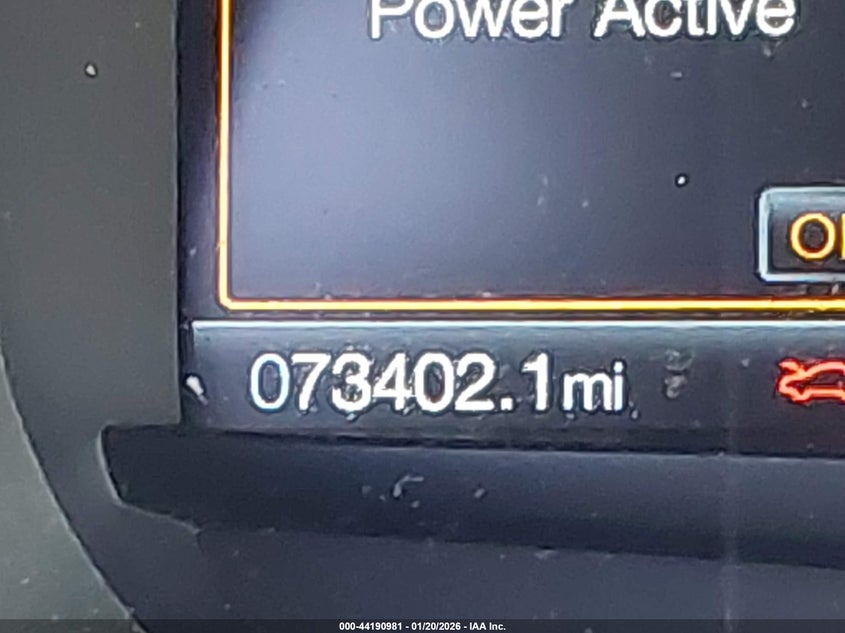 Power Active
073402.1mi
000-44190981 - 01/20/2026 - IAA Inc.